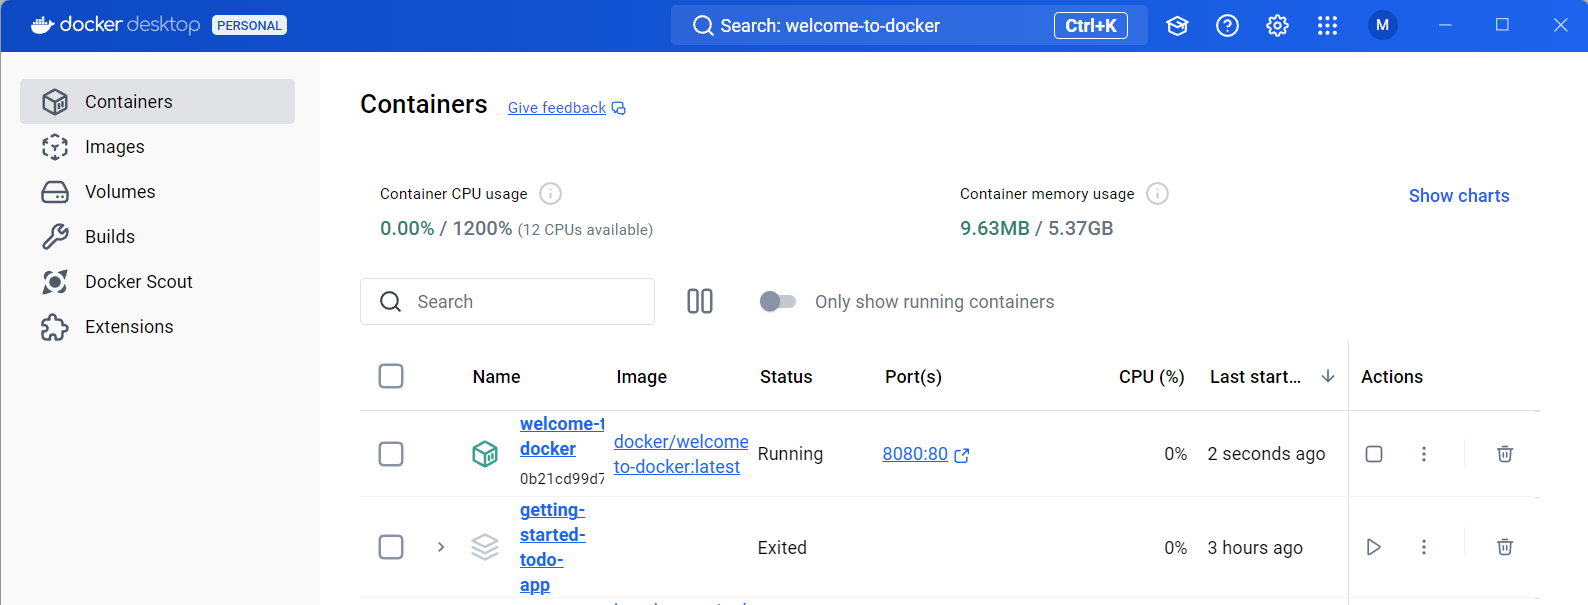 docker desktop PERSONAL
Search: welcome-to-docker Ctrl+K
M
Containers
Images
Volumes
Builds
Docker Scout
Extensions
Containers Give feedback
Container CPU usage
0.00% / 1200% (12 CPUs available)
Container memory usage
9.63MB / 5.37GB
Show charts
Search
Only show running containers
Name Image Status Port(s) CPU (%) Last start... Actions
welcome-t
docker
0b21cd99d7
docker/welcome
to-docker:latest
Running
8080:80
0%
2 seconds ago
getting-
started-
todo-
app
Exited
0%
3 hours ago